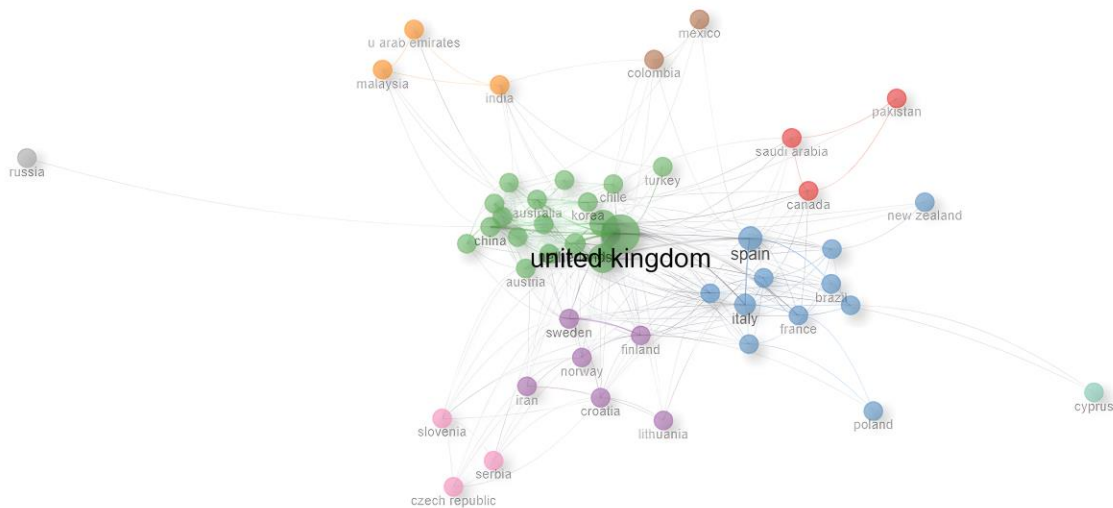 mexico
u arab emirates
colombia
malaysia
india
pakistan
saudi arabia
russia
turkey
chile
canada
australia
korea
new zealand
china
spain
united kingdom
austria
brazil
italy
france
sweden
finland
norway
iran
cyprus
croatia
poland
slovenia
lithuania
serbia
czech republic